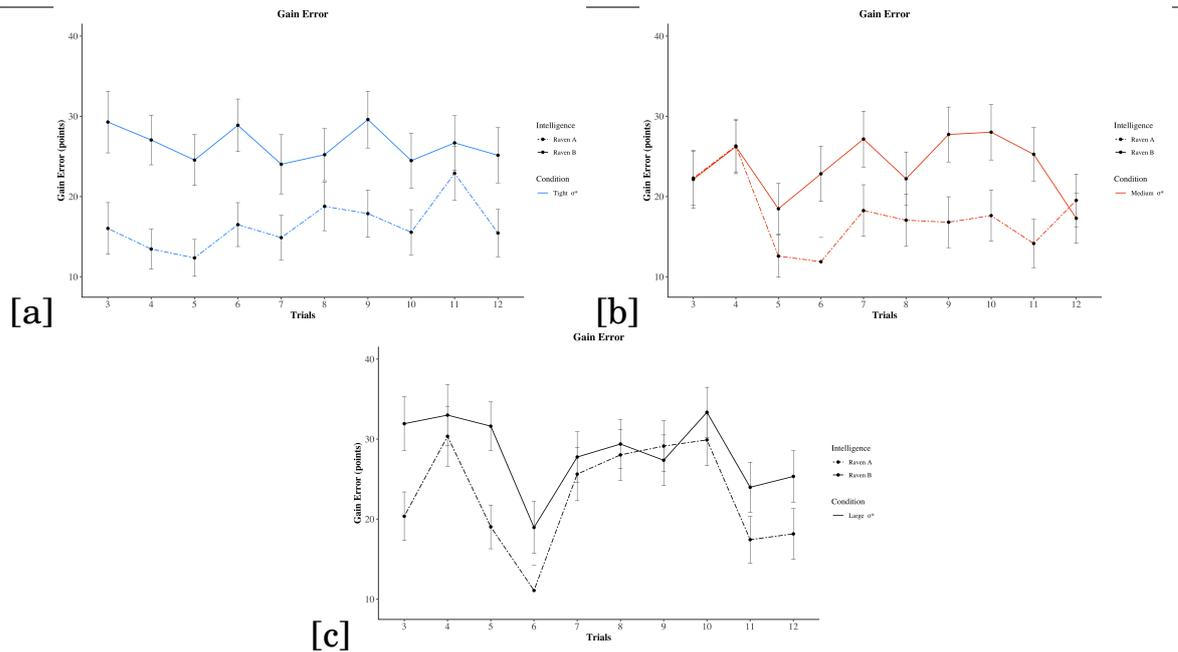 Gain Error
40
30
20
10
Gain Error (points)
3 4 5 6 7 8 9 10 11 12
Trials
Intelligence
Raven A
Raven B
Condition
Tight σ*
[a]
Gain Error
40
30
20
10
Gain Error (points)
3 4 5 6 7 8 9 10 11 12
Trials
Intelligence
Raven A
Raven B
Condition
Medium σ*
[b]
Gain Error
40
30
20
10
Gain Error (points)
3 4 5 6 7 8 9 10 11 12
Trials
Intelligence
Raven A
Raven B
Condition
Large σ*
[c]